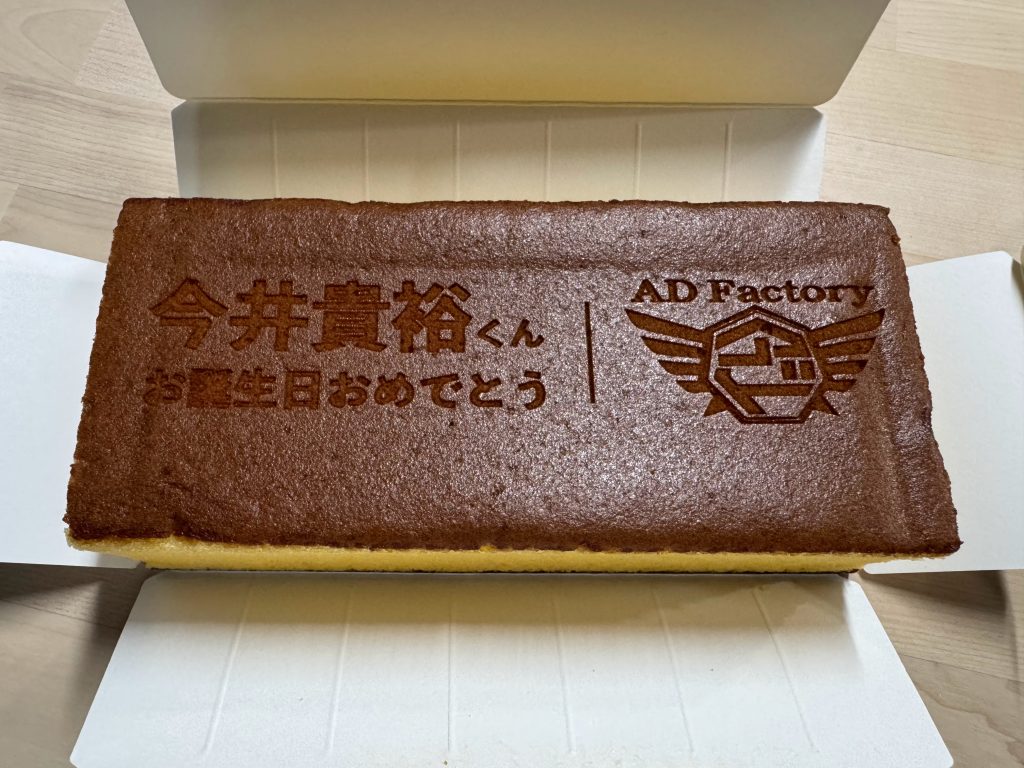 今井貴裕くん
お誕生日おめでとう
AD Factory